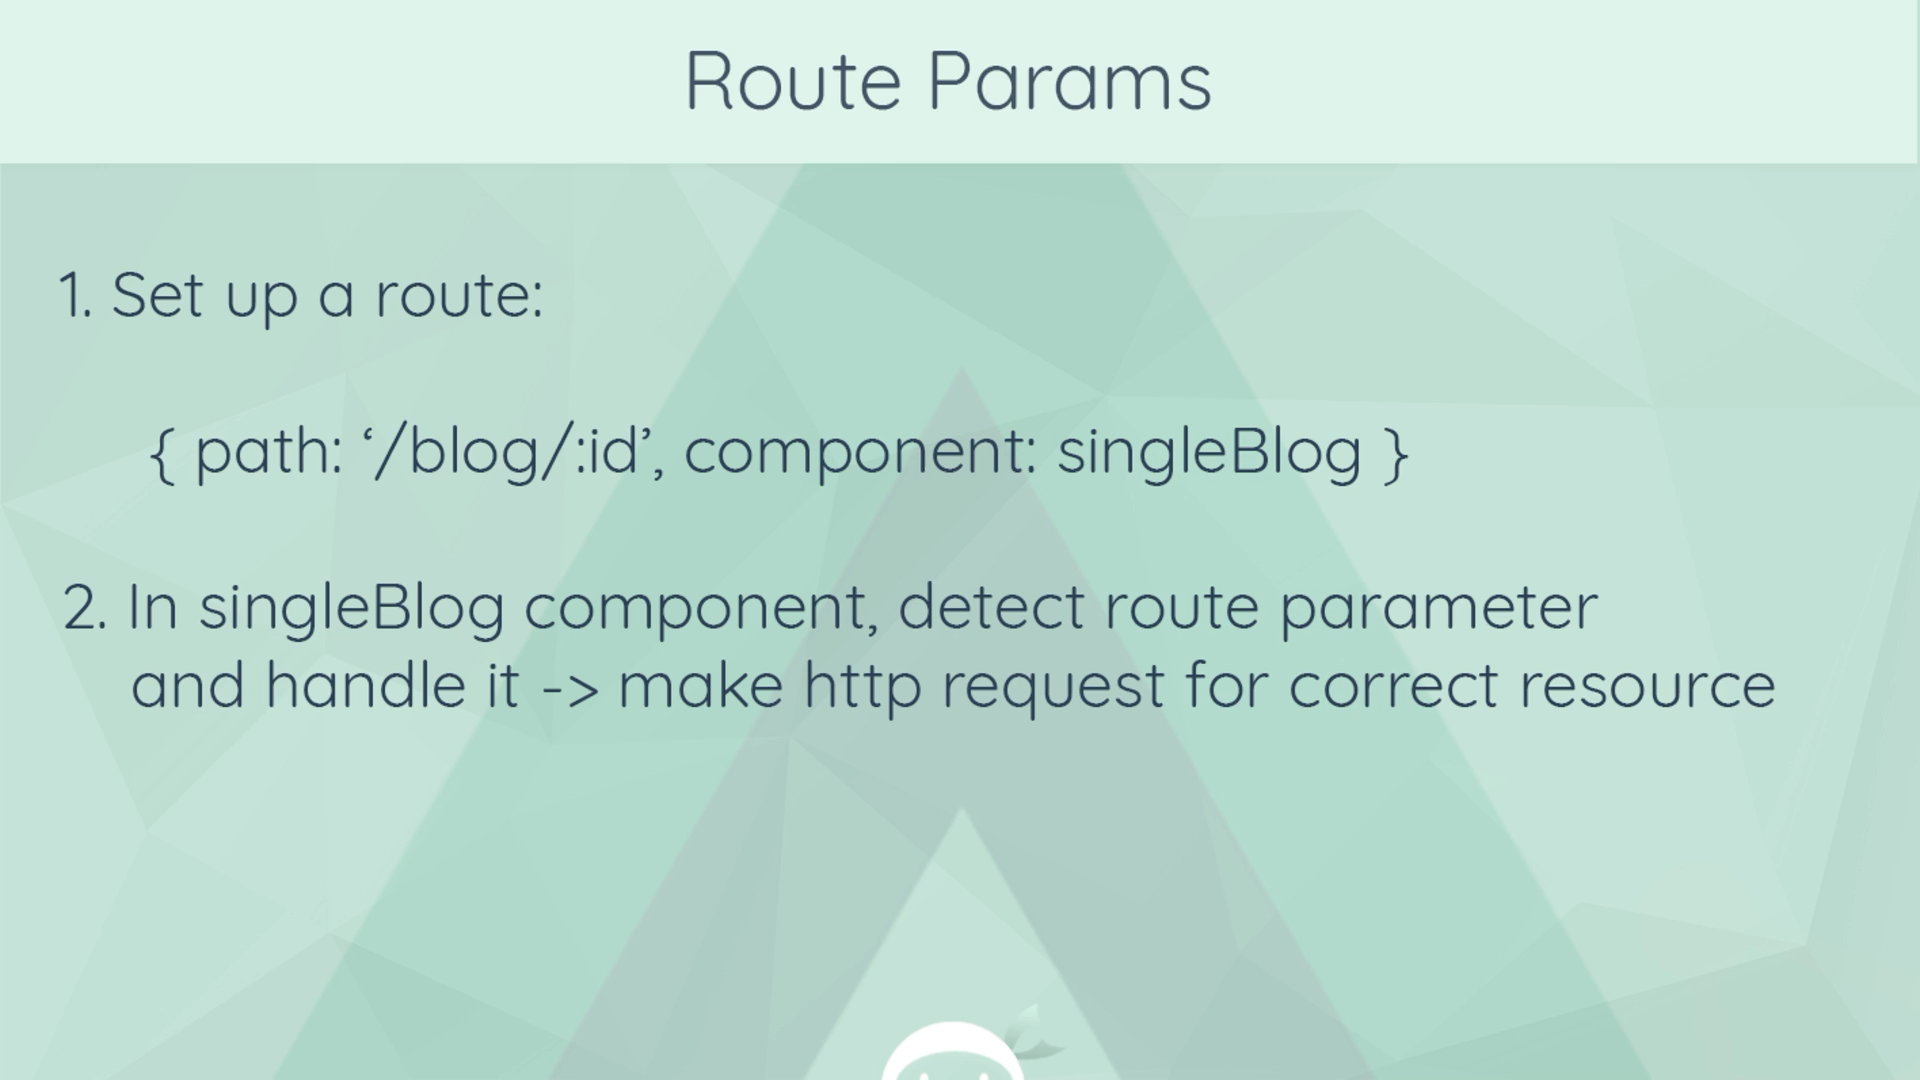 Route Params
1. Set up a route:
{ path: ‘/blog/:id’, component: singleBlog }
2. In singleBlog component, detect route parameter
and handle it -> make http request for correct resource